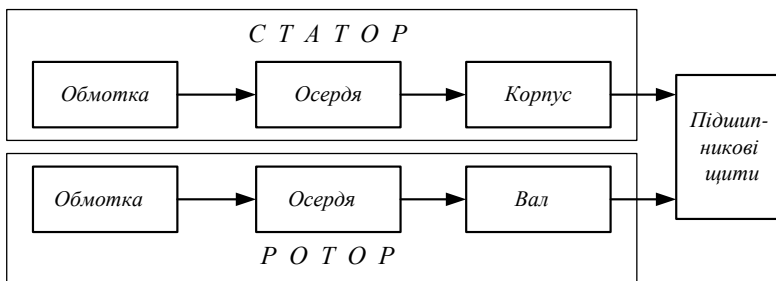 С Т А Т О Р
Обмотка
Осердя
Корпус
Підшип-
никові
щити
Обмотка
Осердя
Вал
Р О Т О Р